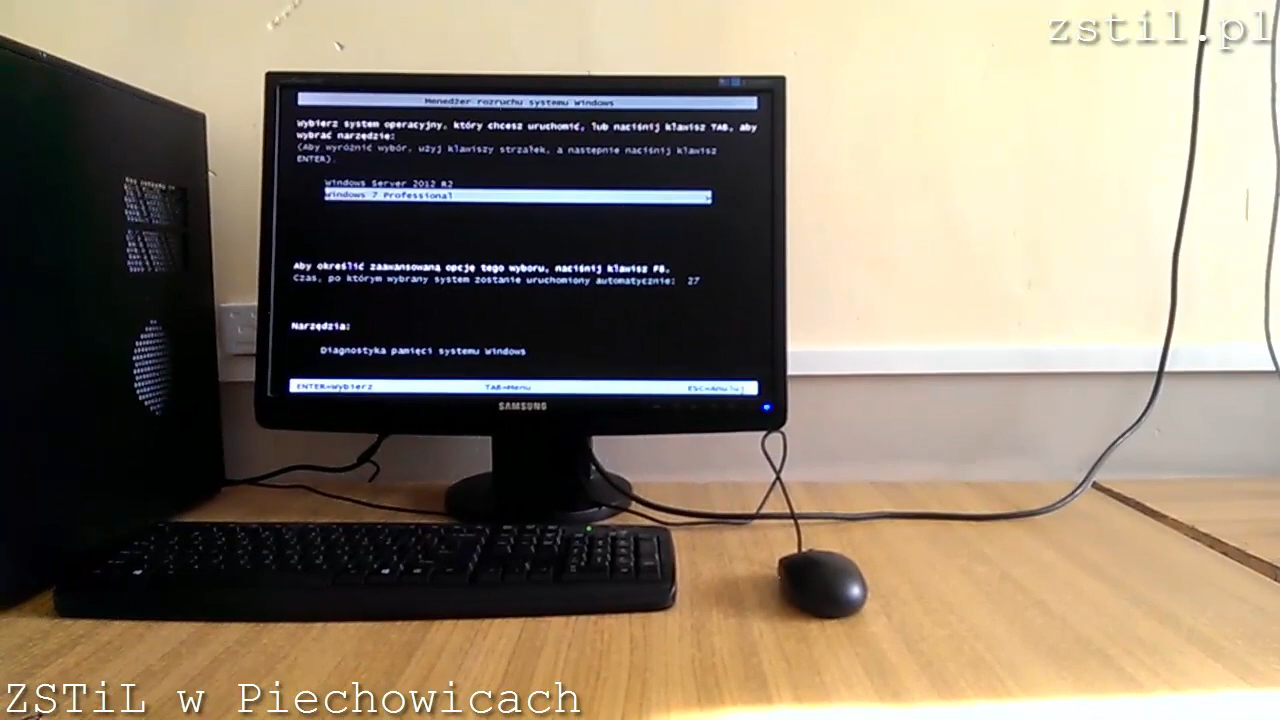 zstil.pl
Menedżer rozruchu systemu Windows
Wybierz system operacyjny, który chcesz uruchomić, lub naciśnij klawisz TAB, aby
wybrać narzędzie:
(Aby wyróżnić wybór, użyj klawiszy strzałek, a następnie naciśnij klawisz
ENTER).
Windows Server 2012 R2
Windows 7 Professional >
Aby określić zaawansowaną opcję tego wyboru, naciśnij klawisz F8.
Czas, po którym wybrany system zostanie uruchomiony automatycznie: 27
Narzędzia:
Diagnostyka pamięci systemu Windows
ENTER=Wybierz TAB=Menu ESC=Anuluj
SAMSUNG
ZSTiL w Piechowicach